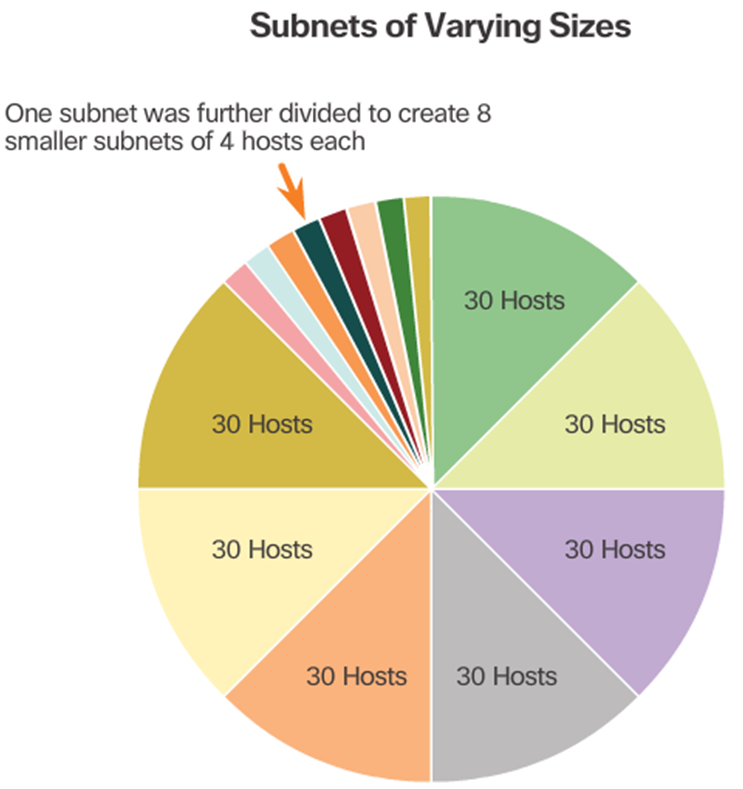 Subnets of Varying Sizes
One subnet was further divided to create 8
smaller subnets of 4 hosts each
30 Hosts
30 Hosts
30 Hosts
30 Hosts
30 Hosts
30 Hosts
30 Hosts